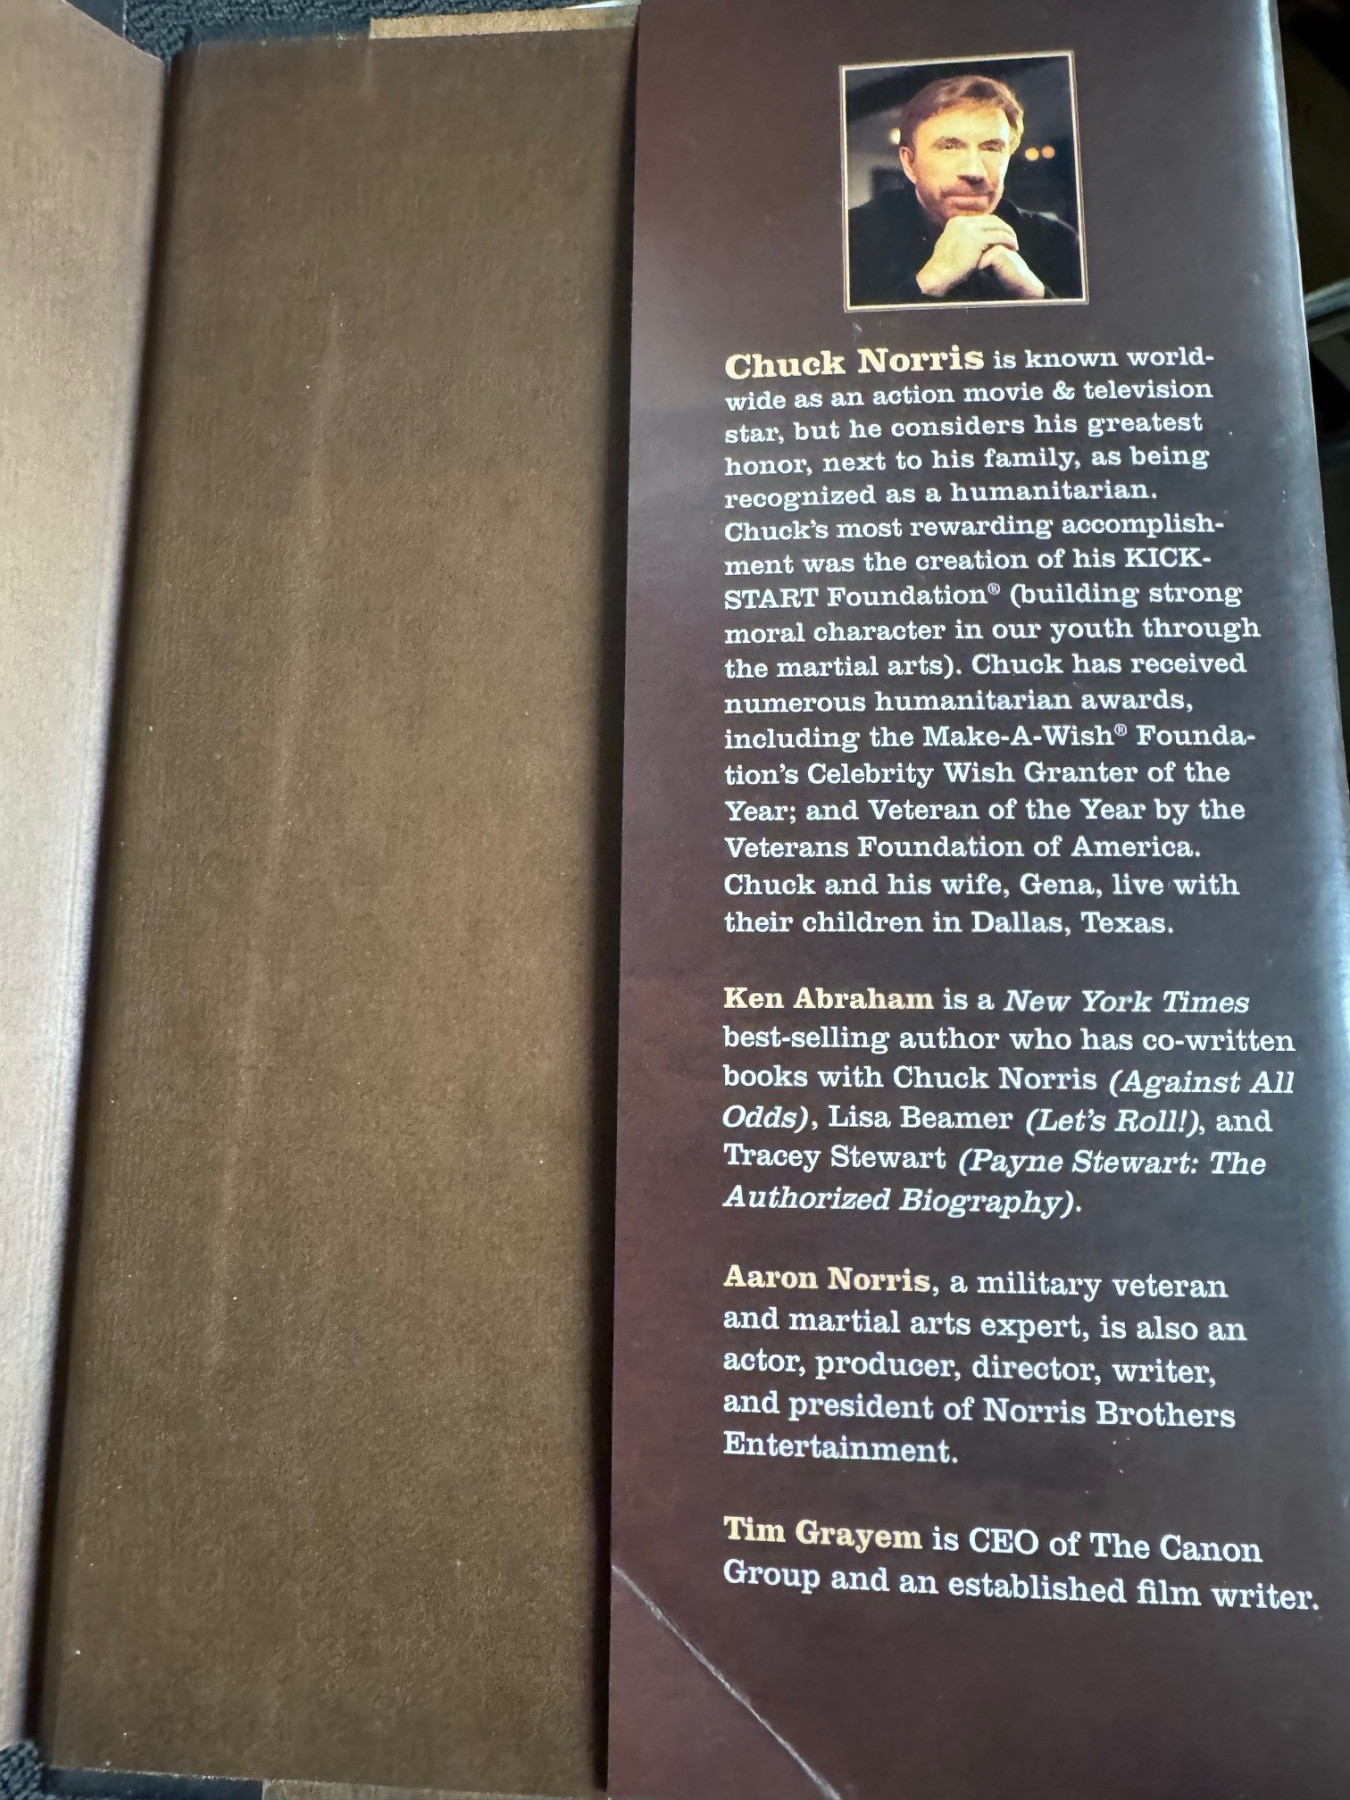 Chuck Norris is known world-
wide as an action movie & television
star, but he considers his greatest
honor, next to his family, as being
recognized as a humanitarian.
Chuck's most rewarding accomplish-
ment was the creation of his KICK-
START Foundation® (building strong
moral character in our youth through
the martial arts). Chuck has received
numerous humanitarian awards,
including the Make-A-Wish® Founda-
tion's Celebrity Wish Granter of the
Year; and Veteran of the Year by the
Veterans Foundation of America.
Chuck and his wife, Gena, live with
their children in Dallas, Texas.
Ken Abraham is a New York Times
best-selling author who has co-written
books with Chuck Norris (Against All
Odds), Lisa Beamer (Let's Roll!), and
Tracey Stewart (Payne Stewart: The
Authorized Biography).
Aaron Norris, a military veteran
and martial arts expert, is also an
actor, producer, director, writer,
and president of Norris Brothers
Entertainment.
Tim Grayem is CEO of The Canon
Group and an established film writer.